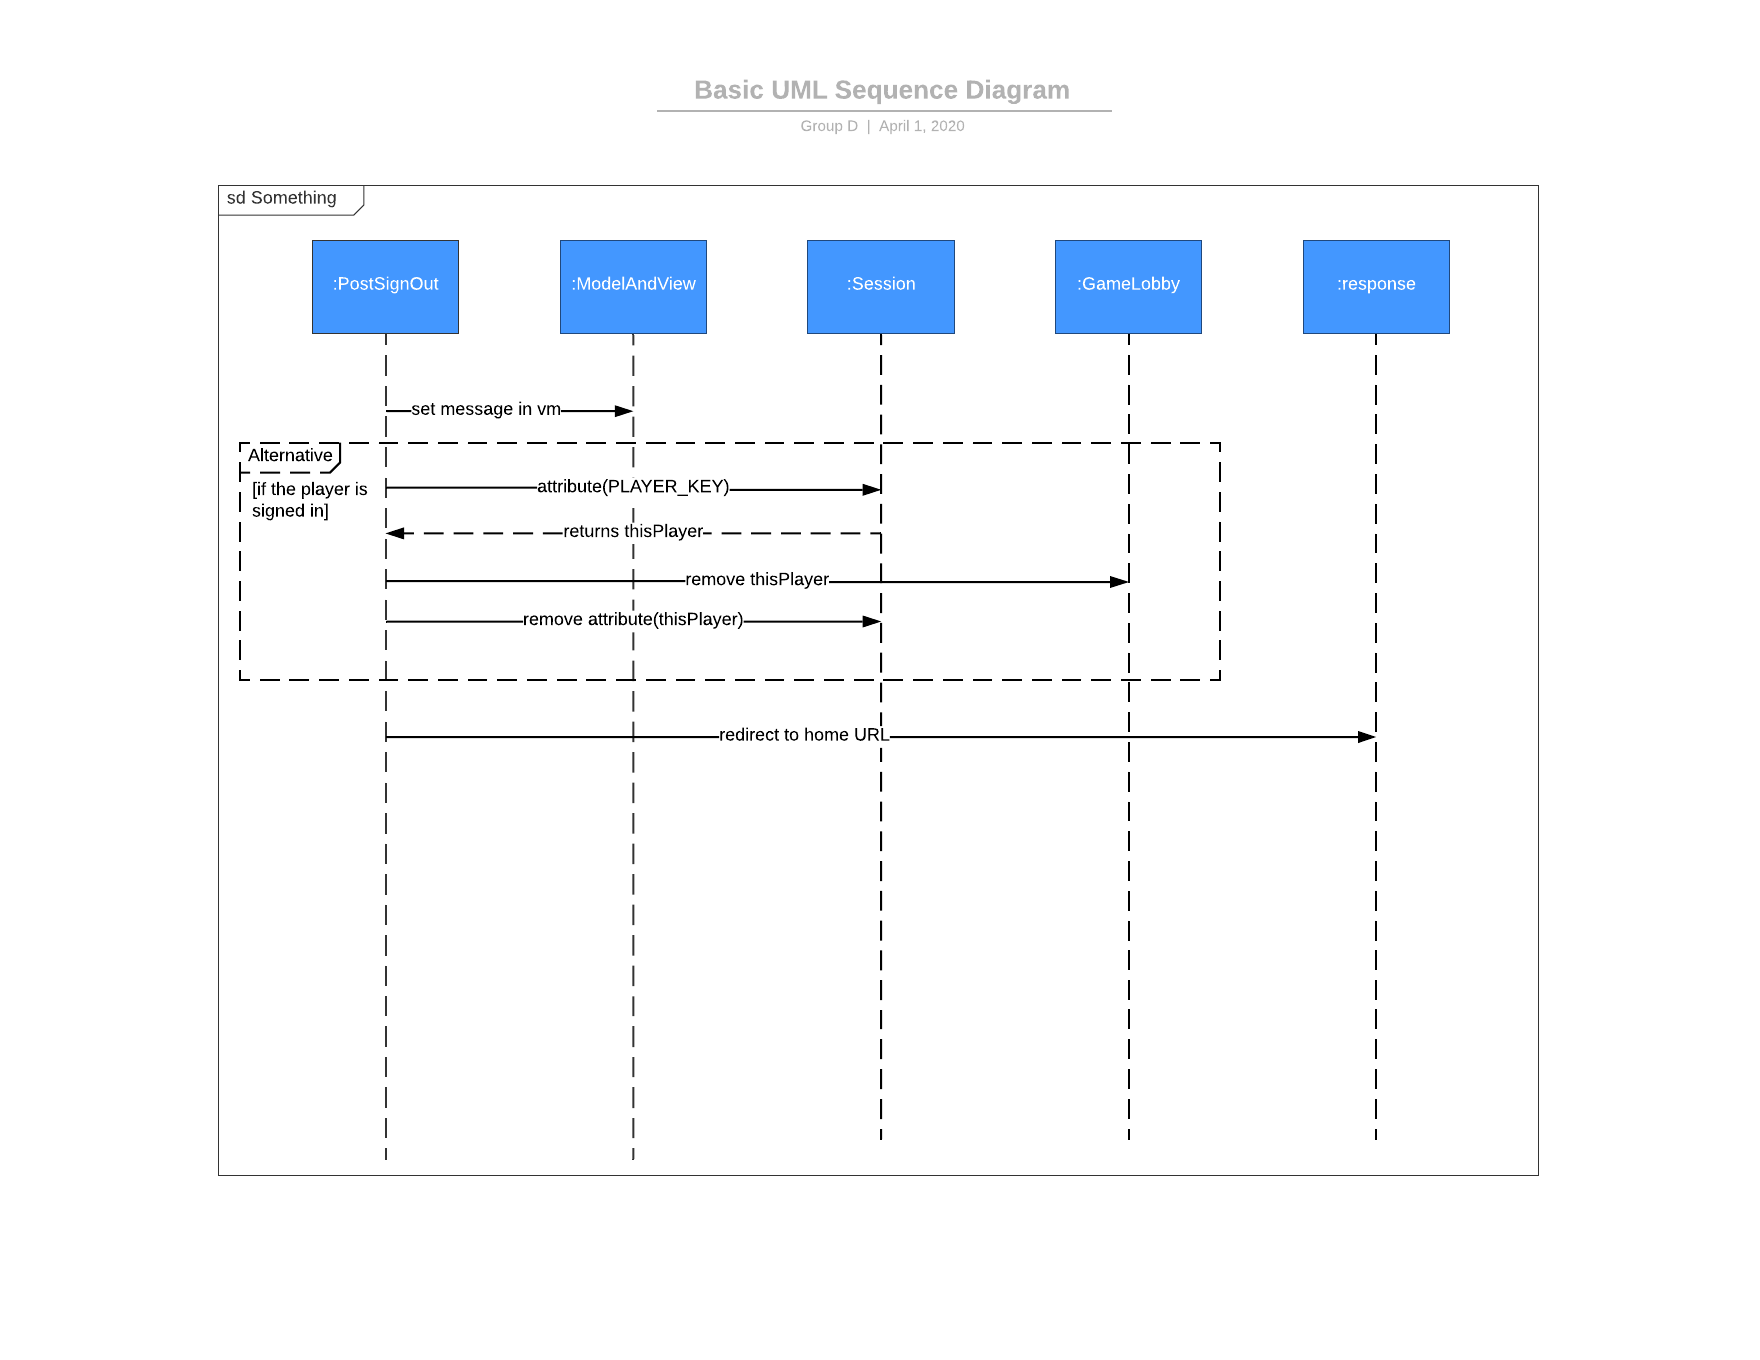 Basic UML Sequence Diagram
Group D | April 1, 2020
sd Something
:PostSignOut
:ModelAndView
:Session
:GameLobby
:response
set message in vm
Alternative
[if the player is
signed in]
attribute(PLAYER_KEY)
returns thisPlayer
remove thisPlayer
remove attribute(thisPlayer)
redirect to home URL